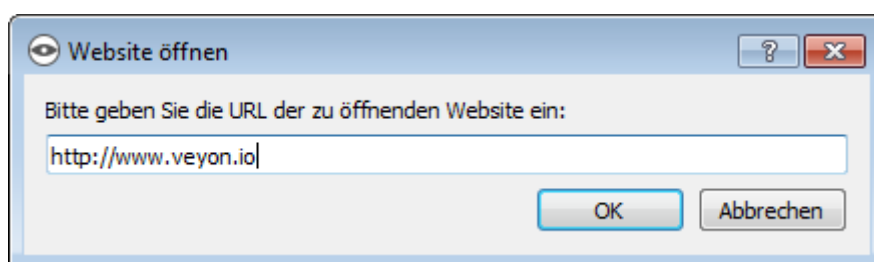 Website öffnen
?
Bitte geben Sie die URL der zu öffnenden Website ein:
http://www.veyon.io
OK Abbrechen